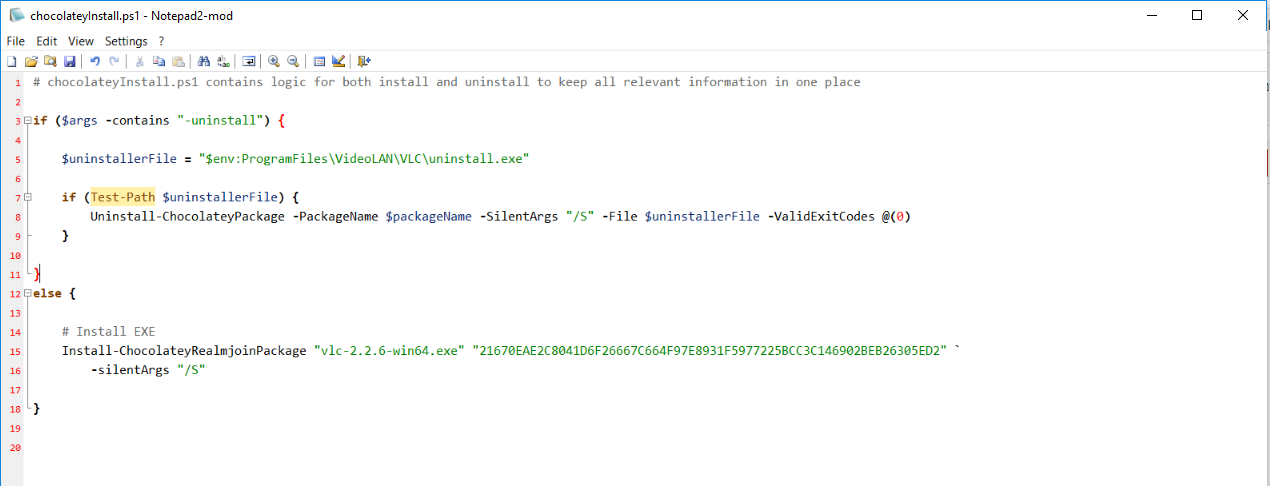 chocolateyInstall.ps1 - Notepad2-mod
File Edit View Settings ?
1 # chocolateyInstall.ps1 contains logic for both install and uninstall to keep all relevant information in one place
2
3 if ($args -contains "-uninstall") {
4
5 $uninstallerFile = "$env:ProgramFiles\VideoLAN\VLC\uninstall.exe"
6
7 if (Test-Path $uninstallerFile) {
8 Uninstall-ChocolateyPackage -PackageName $packageName -SilentArgs "/S" -File $uninstallerFile -ValidExitCodes @(0)
9 }
10
11 }
12 else {
13
14 # Install EXE
15 Install-ChocolateyRealmjoinPackage "vlc-2.2.6-win64.exe" "21670EAE2C8041D6F26667C664F97E8931F5977225BCC3C146902BEB26305ED2" `
16 -silentArgs "/S"
17
18 }
19
20